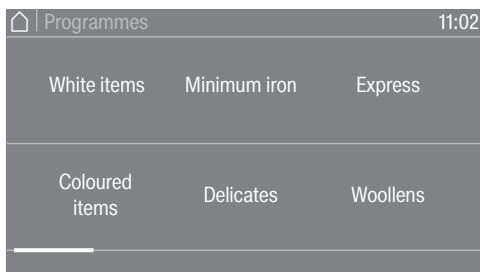 Programmes 11:02
White items Minimum iron Express
Coloured items Delicates Woollens